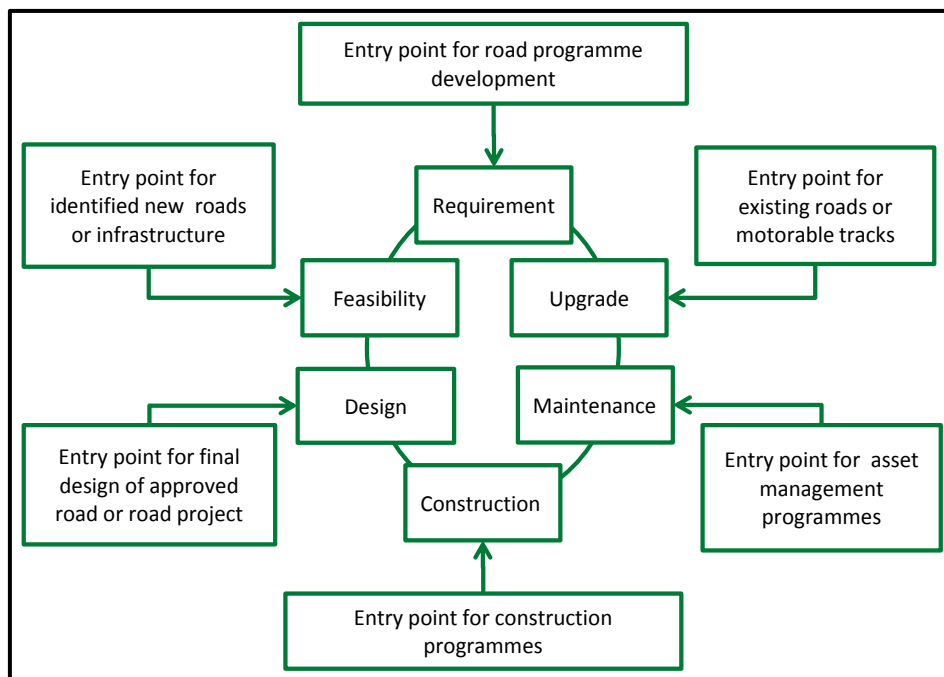 Entry point for road programme
development
Entry point for
identified new roads
or infrastructure
Requirement
Entry point for
existing roads or
motorable tracks
Feasibility
Upgrade
Design
Maintenance
Entry point for final
design of approved
road or road project
Construction
Entry point for asset
management
programmes
Entry point for construction
programmes